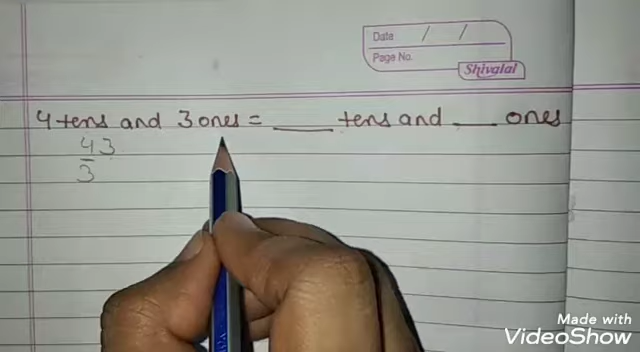 Date / /
Page No.
Shivalal
4 tens and 3 ones = ___ tens and ___ ones
43
3
Made with
VideoShow